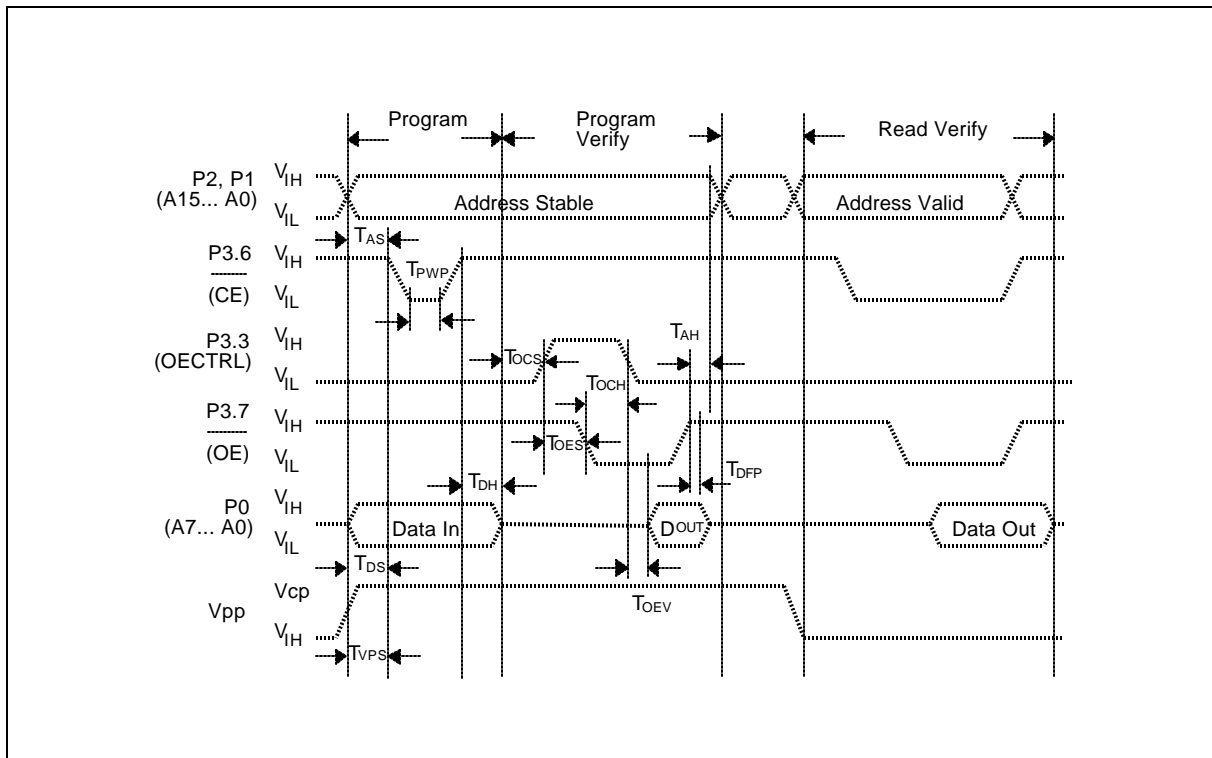 Program
Program
Verify
Read Verify
P2, P1
(A15... A0)
VIH
VIL
Address Stable
Address Valid
TAS
P3.6
(CE)
VIH
VIL
TPWP
P3.3
(OECTRL)
VIH
VIL
TOCS
TAH
TOCH
P3.7
(OE)
VIH
VIL
TOES
TDFP
TDH
P0
(A7... A0)
VIH
VIL
Data In
DOUT
Data Out
TDS
Vpp
Vcp
VIH
TOEV
TVPS